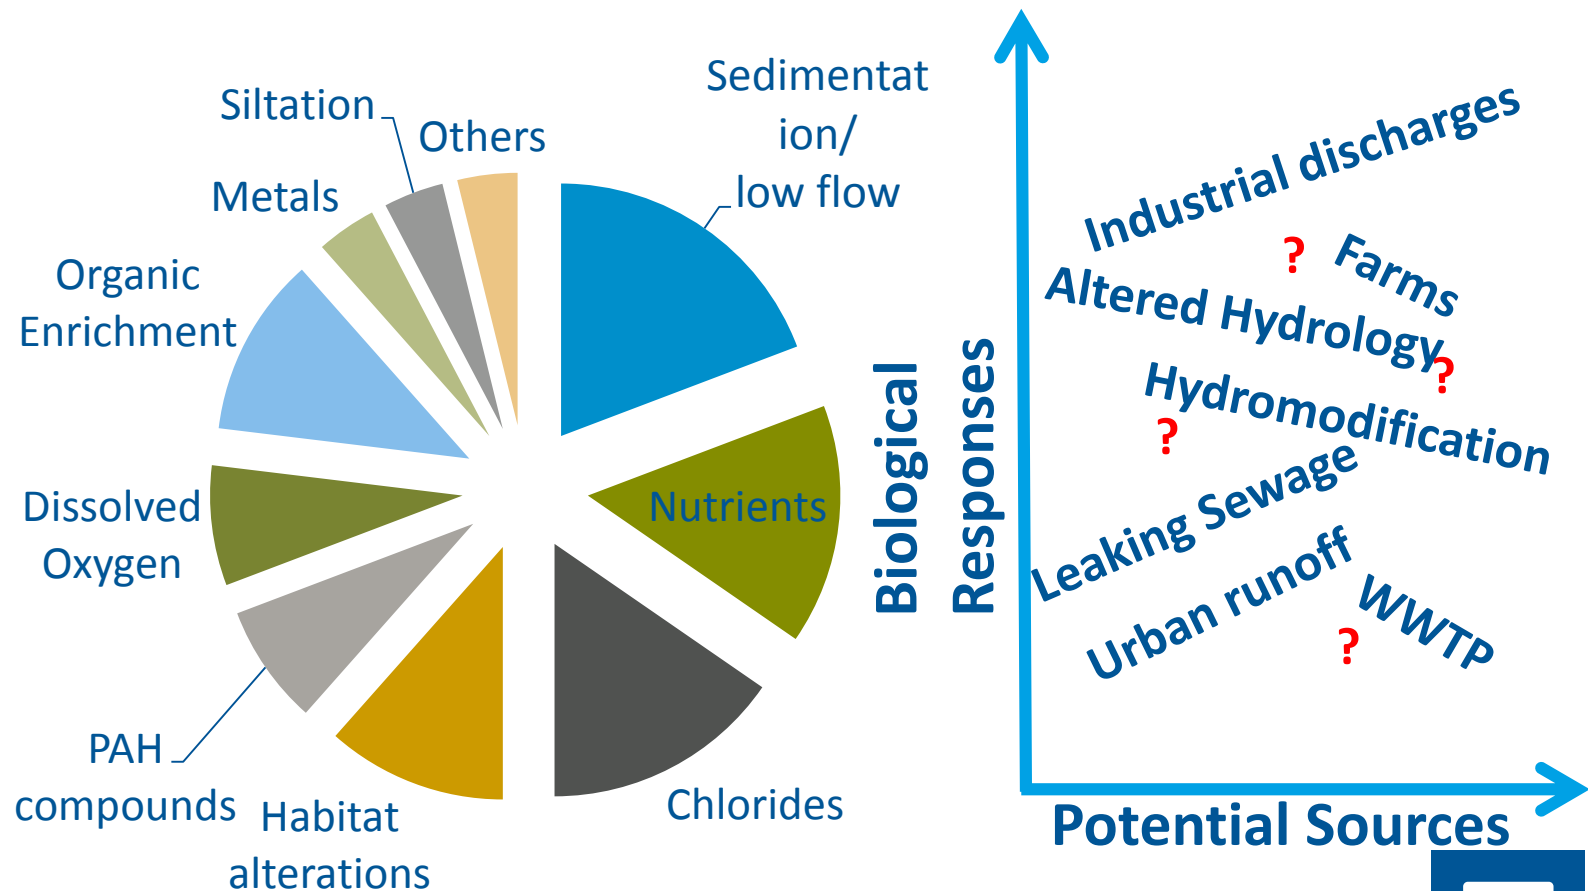 Siltation
Others
Metals
Organic
Enrichment
Dissolved
Oxygen
PAH
compounds
Habitat
alterations
Chlorides
Nutrients
Sedimentat
ion/
low flow
Biological
Responses
Industrial discharges
?
Farms
Altered Hydrology
?
Hydromodification
?
Leaking Sewage
Urban runoff
?
WWTP
Potential Sources